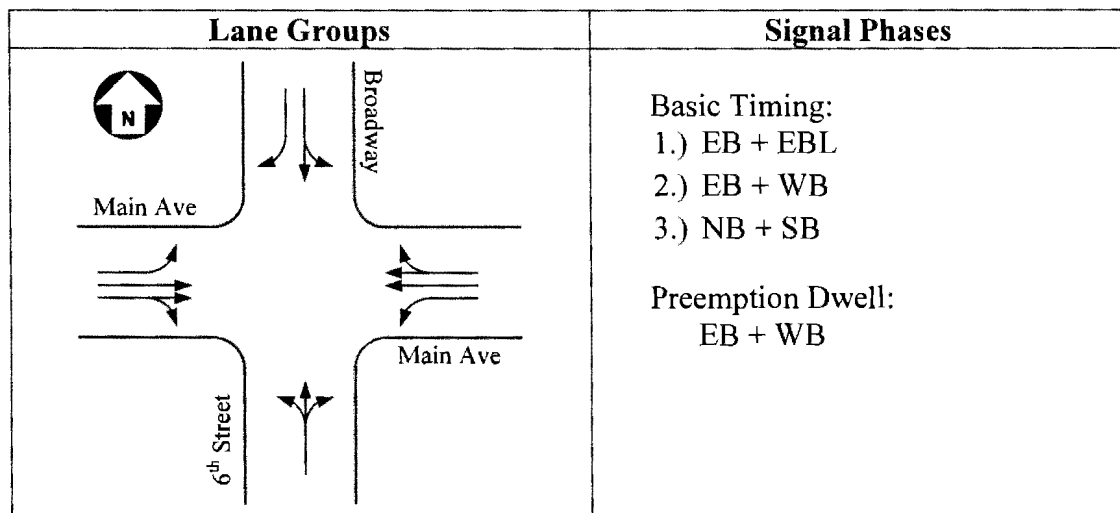 Lane Groups
Signal Phases
N
Broadway
Main Ave
Main Ave
6th Street
Basic Timing:
1.) EB + EBL
2.) EB + WB
3.) NB + SB
Preemption Dwell:
EB + WB